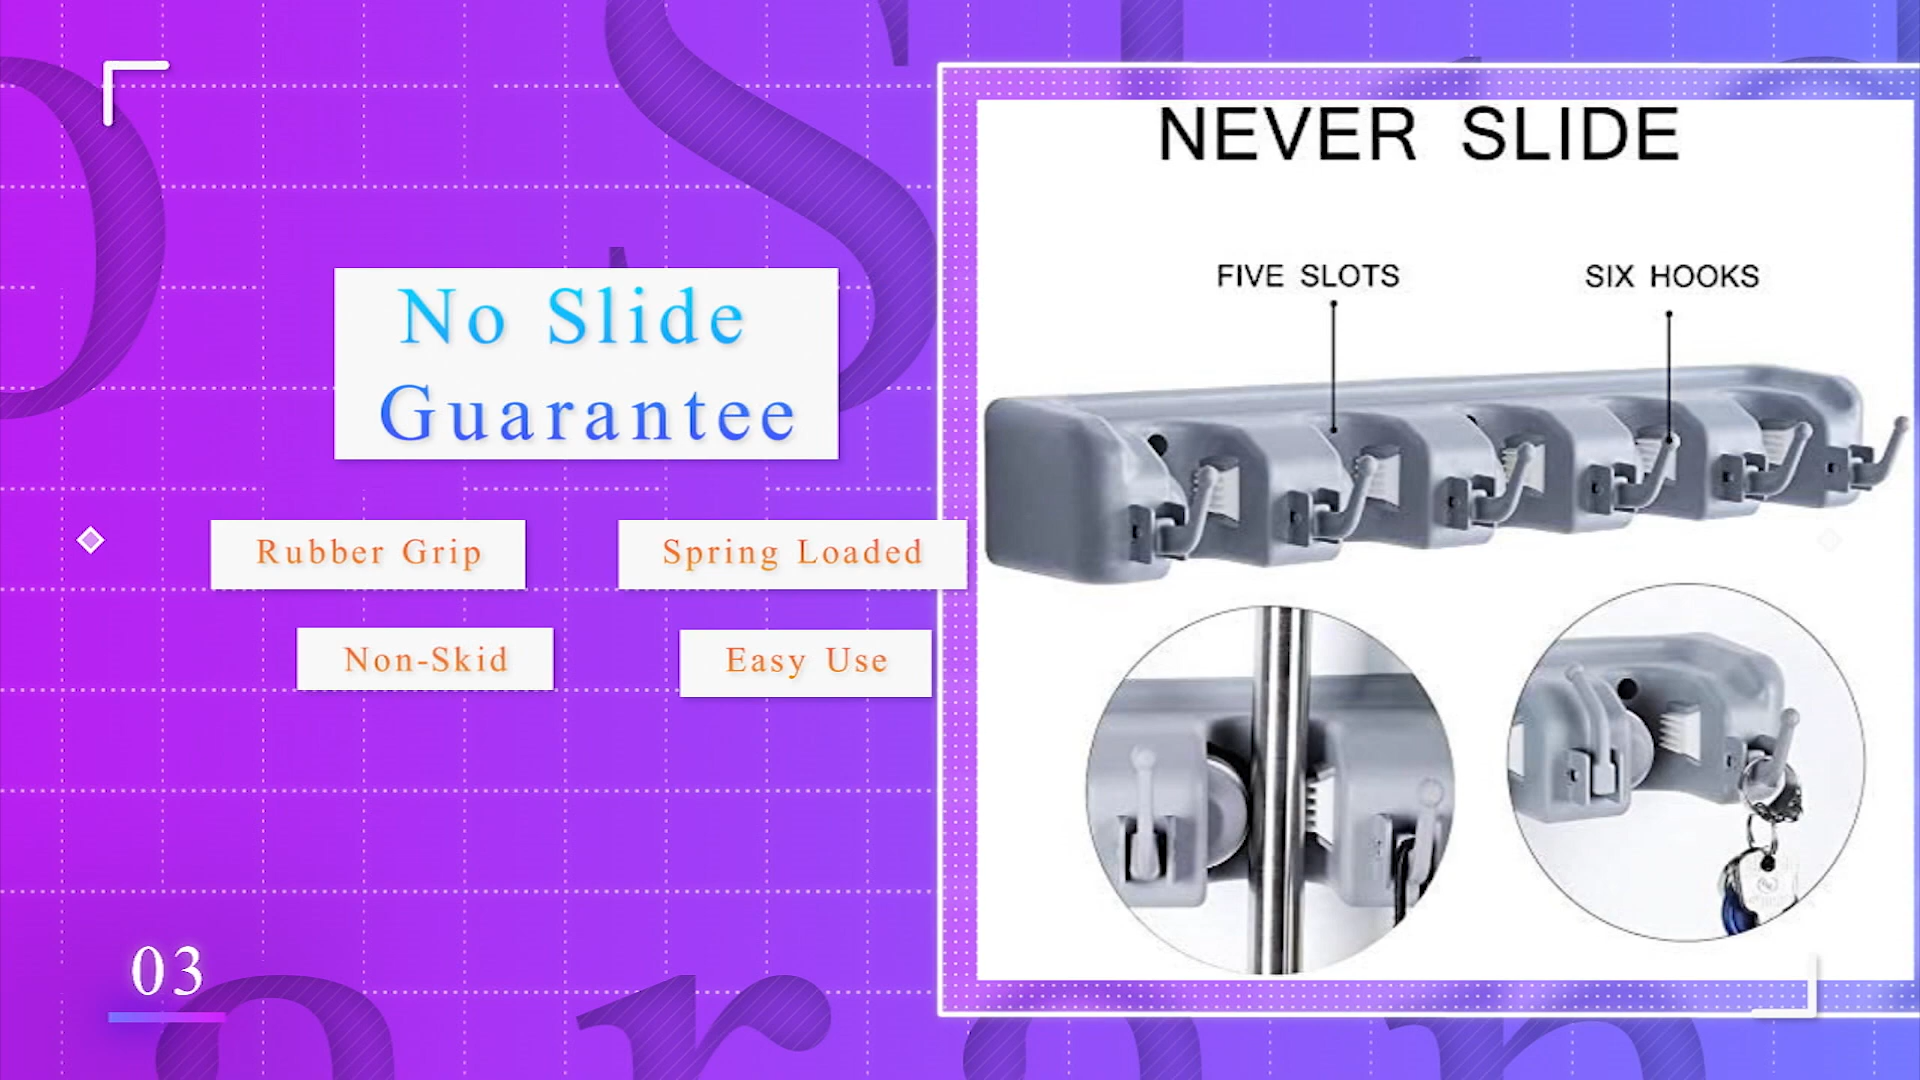 No Slide
Guarantee
Rubber Grip
Spring Loaded
Non-Skid
Easy Use
03
NEVER SLIDE
FIVE SLOTS
SIX HOOKS